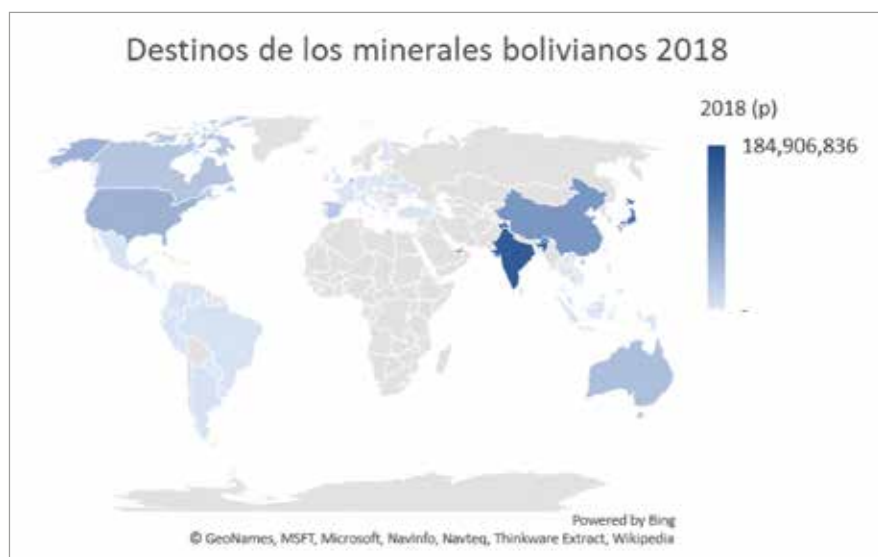 Destinos de los minerales bolivianos 2018
2018 (p)
184,906,836
-
Powered by Bing
© GeoNames, MSFT, Microsoft, NavInfo, Navteq, Thinkware Extract, Wikipedia